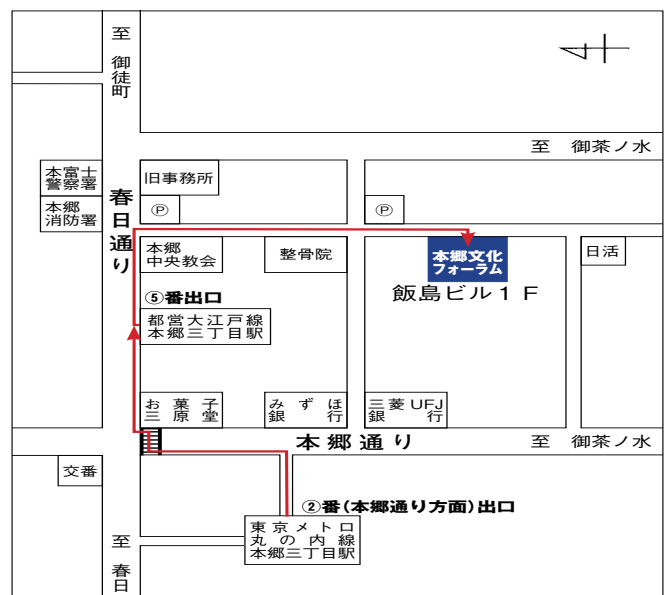 至
御徒町
至 御茶ノ水
本富士
警察署
本郷
消防署
春日通り
旧事務所
Ⓟ
Ⓟ
本郷
中央教会
整骨院
本郷文化
フォーラム
日活
飯島ビル1F
⑤番出口
都営大江戸線
本郷三丁目駅
お菓子
三原堂
みずほ
銀行
三菱UFJ
銀行
本郷通り
至 御茶ノ水
交番
②番(本郷通り方面)出口
東京メトロ
丸の内線
本郷三丁目駅
至
春日